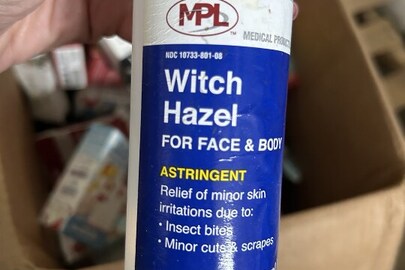 MPL
MEDICAL
NDC 10733-801-08
Witch
Hazel
FOR FACE & BODY
ASTRINGENT
Relief of minor skin
irritations due to:
• Insect bites
• Minor cuts & scrapes